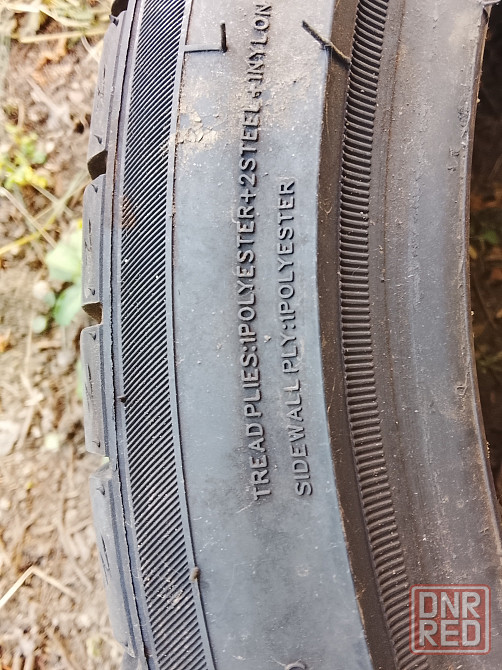 TREAD PLIES:1POLYESTER+2STEEL+1NYLON
SIDEWALL PLY:1POLYESTER
DNR
RED